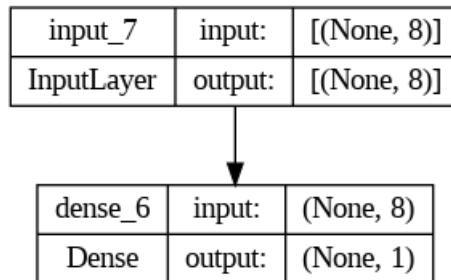 input_7 input: [(None, 8)]
InputLayer output: [(None, 8)]
dense_6 input: (None, 8)
Dense output: (None, 1)